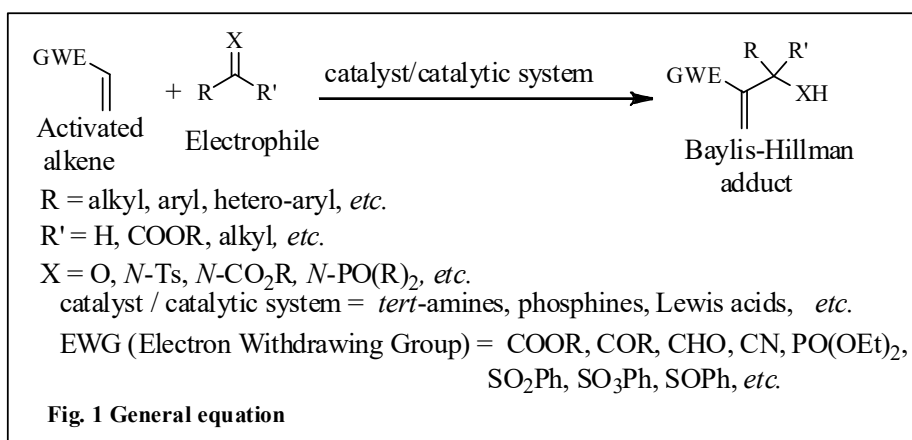 X
GWE
R
R'
+
R
R'
catalyst/catalytic system
GWE
XH
Activated
alkene
Electrophile
Baylis-Hillman
adduct
R = alkyl, aryl, hetero-aryl, etc.
R' = H, COOR, alkyl, etc.
X = O, N-Ts, N-CO₂R, N-PO(R)₂, etc.
catalyst / catalytic system = tert-amines, phosphines, Lewis acids, etc.
EWG (Electron Withdrawing Group) = COOR, COR, CHO, CN, PO(OEt)₂,
SO₂Ph, SO₃Ph, SOPh, etc.
Fig. 1 General equation